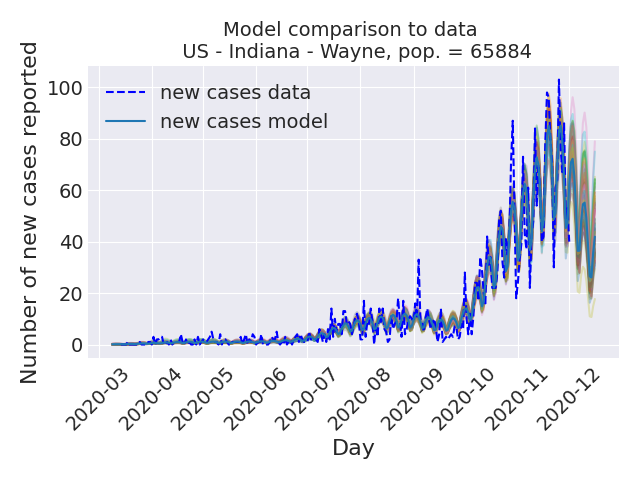 Model comparison to data
US - Indiana - Wayne, pop. = 65884
Number of new cases reported
100
80
60
40
20
0
new cases data
new cases model
2020-03
2020-04
2020-05
2020-06
2020-07
2020-08
2020-09
2020-10
2020-11
2020-12
Day